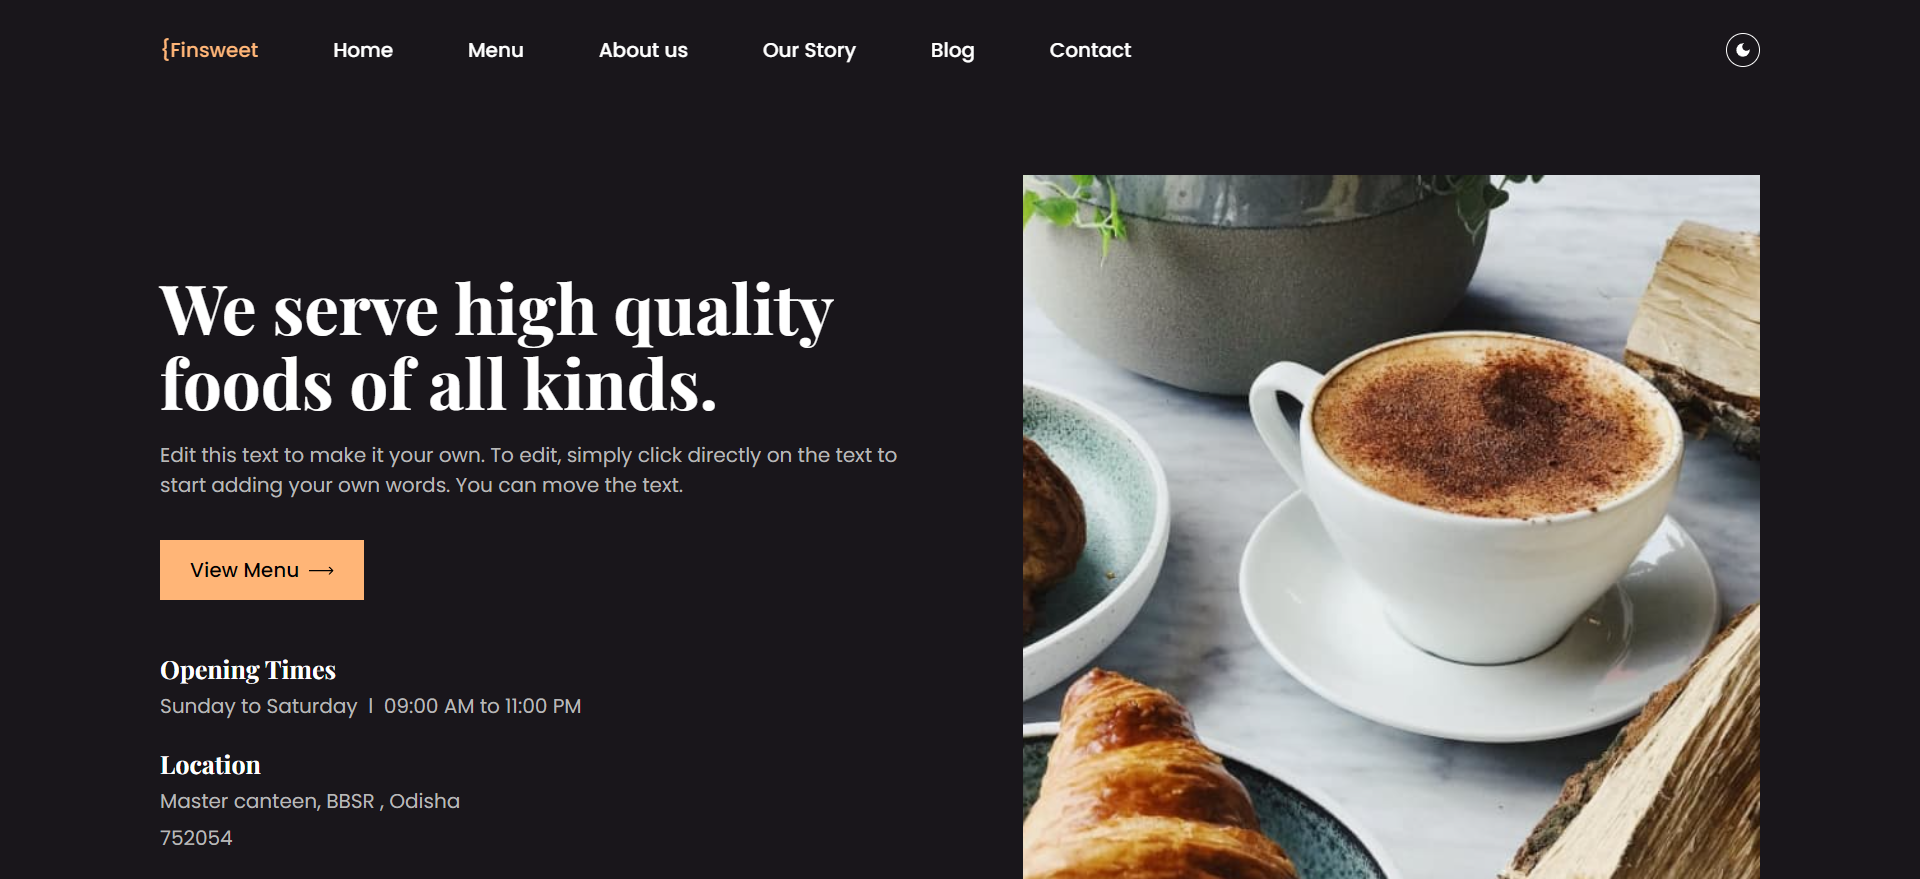 {Finsweet Home Menu About us Our Story Blog Contact
We serve high quality
foods of all kinds.
Edit this text to make it your own. To edit, simply click directly on the text to
start adding your own words. You can move the text.
View Menu ⟶
Opening Times
Sunday to Saturday | 09:00 AM to 11:00 PM
Location
Master canteen, BBSR , Odisha
752054